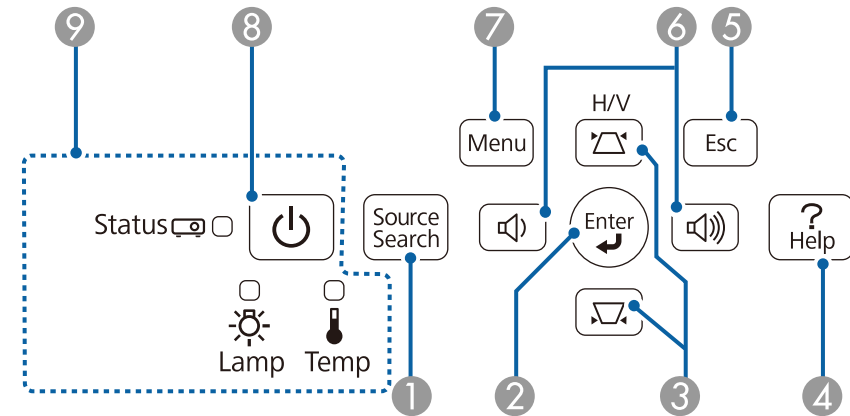 9 8 7 6 5
H/V
Menu Esc
Status Source Search Enter ? Help
Lamp Temp
1 2 3 4